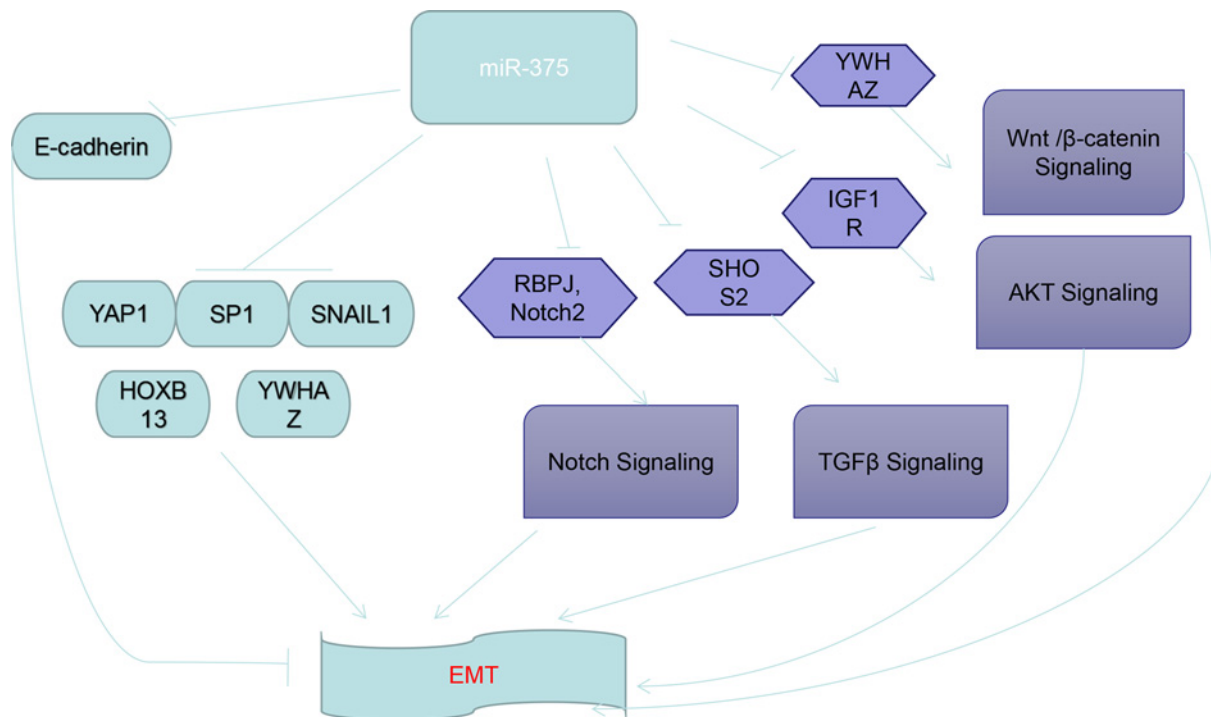 miR-375
YWH
AZ
E-cadherin
Wnt /β-catenin
Signaling
IGF1
R
RBPJ,
Notch2
SHO
S2
AKT Signaling
YAP1
SP1
SNAIL1
HOXB
13
YWHA
Z
Notch Signaling
TGFβ Signaling
EMT